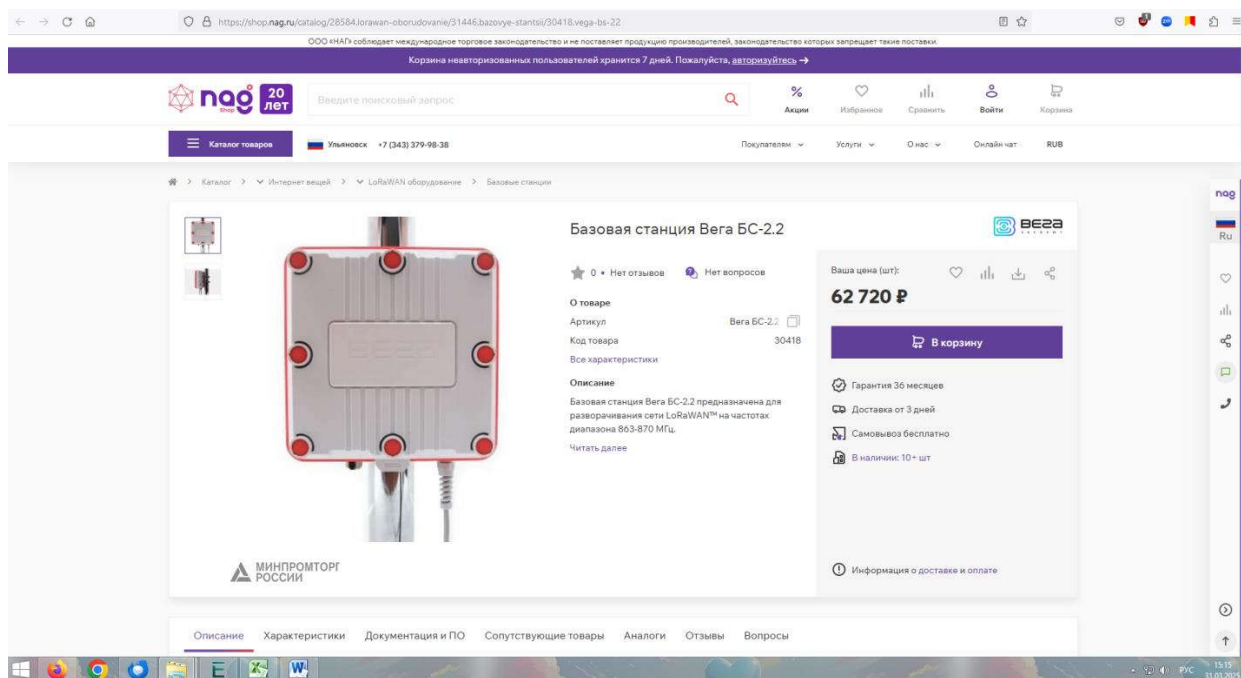 https://shop.nag.ru/catalog/28584.lorawan-oborudovanie/31446.bazovye-stantsii/30418.vega-bs-22
ООО «НАГ» соблюдает международное торговое законодательство и не поставляет продукцию производителей, законодательство которых запрещает такие поставки.
Корзина неавторизованных пользователей хранится 7 дней. Пожалуйста, авторизуйтесь →
nag Shop 20 лет
Введите поисковый запрос
% Акции Избранное Сравнить Войти Корзина
Каталог товаров Ульяновск +7 (343) 379-98-38 Покупателям Услуги О нас Онлайн чат RUB
Каталог > Интернет вещей > LoRaWAN оборудование > Базовые станции
nag
Ru
Базовая станция Вега БС-2.2
ВЕГА
0 • Нет отзывов Нет вопросов
Ваша цена (шт):
62 720 ₽
О товаре
Артикул Вега БС-2.2
Код товара 30418
Все характеристики
В корзину
Описание
Базовая станция Вега БС-2.2 предназначена для
разворачивания сети LoRaWAN™ на частотах
диапазона 863-870 МГц.
Читать далее
Гарантия 36 месяцев
Доставка от 3 дней
Самовывоз бесплатно
В наличии: 10+ шт
МИНПРОМТОРГ
РОССИИ
Информация о доставке и оплате
Описание Характеристики Документация и ПО Сопутствующие товары Аналоги Отзывы Вопросы
РУС
15:15
31.03.2025